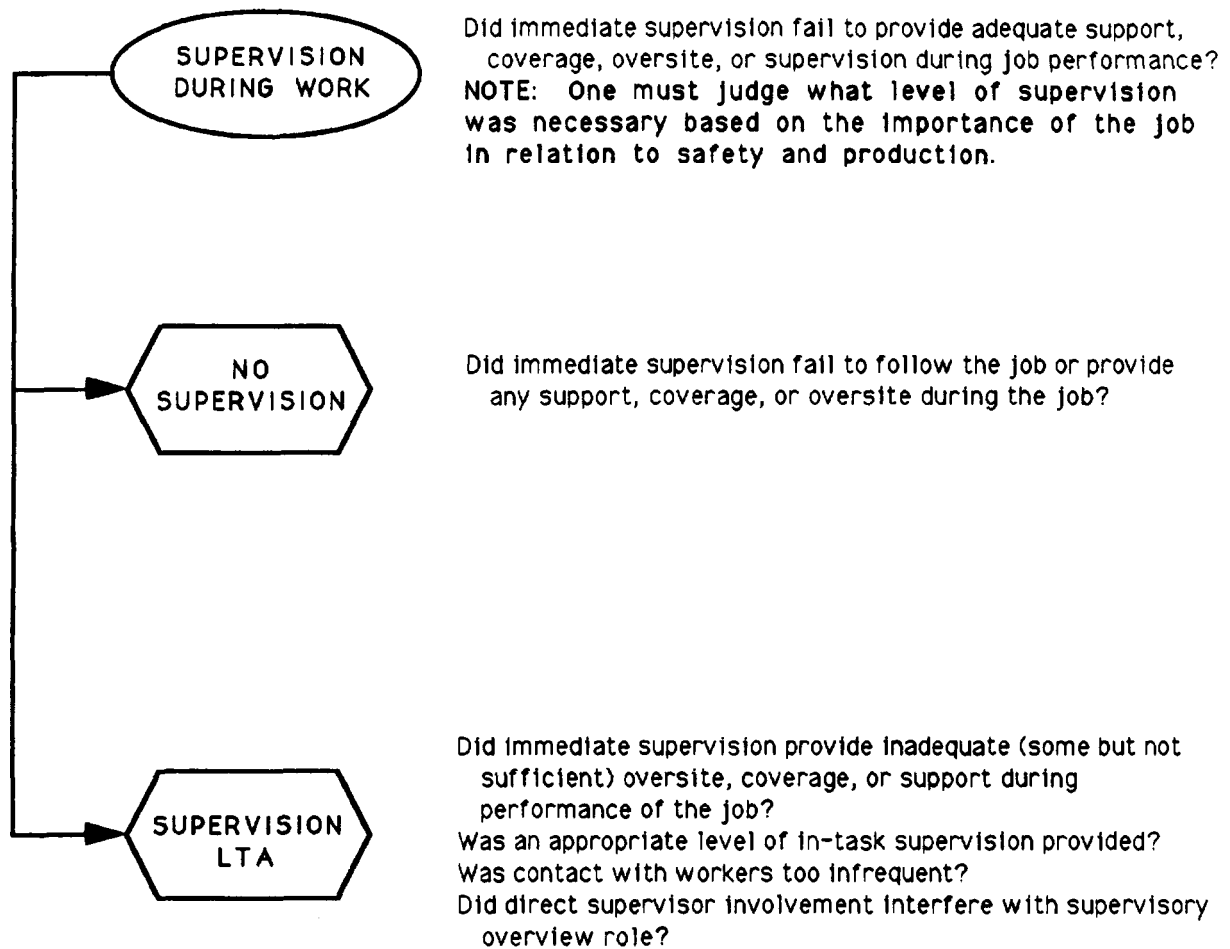 SUPERVISION
DURING WORK
Did immediate supervision fail to provide adequate support,
coverage, oversite, or supervision during job performance?
NOTE: One must judge what level of supervision
was necessary based on the importance of the job
in relation to safety and production.
NO
SUPERVISION
Did immediate supervision fail to follow the job or provide
any support, coverage, or oversite during the job?
SUPERVISION
LTA
Did immediate supervision provide inadequate (some but not
sufficient) oversite, coverage, or support during
performance of the job?
Was an appropriate level of in-task supervision provided?
Was contact with workers too infrequent?
Did direct supervisor involvement interfere with supervisory
overview role?